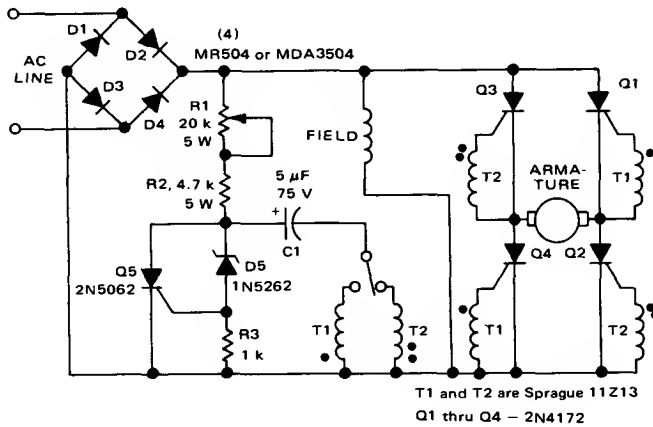 D1
D2
AC
LINE
D3
D4
(4)
MR504 or MDA3504
R1
20 k
5 W
R2, 4.7 k
5 W
5 µF
75 V
+
C1
FIELD
Q3
Q1
T2
T1
ARMA-
TURE
Q4
Q2
T1
T2
Q5
2N5062
D5
1N5262
R3
1 k
T1
T2
T1 and T2 are Sprague 11Z13
Q1 thru Q4 – 2N4172